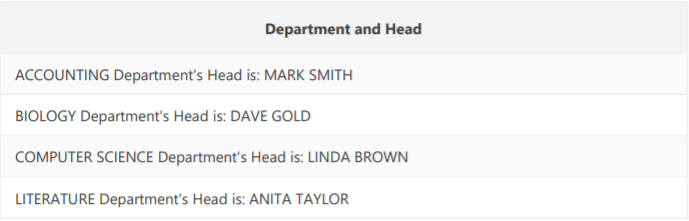 Department and Head
ACCOUNTING Department's Head is: MARK SMITH
BIOLOGY Department's Head is: DAVE GOLD
COMPUTER SCIENCE Department's Head is: LINDA BROWN
LITERATURE Department's Head is: ANITA TAYLOR